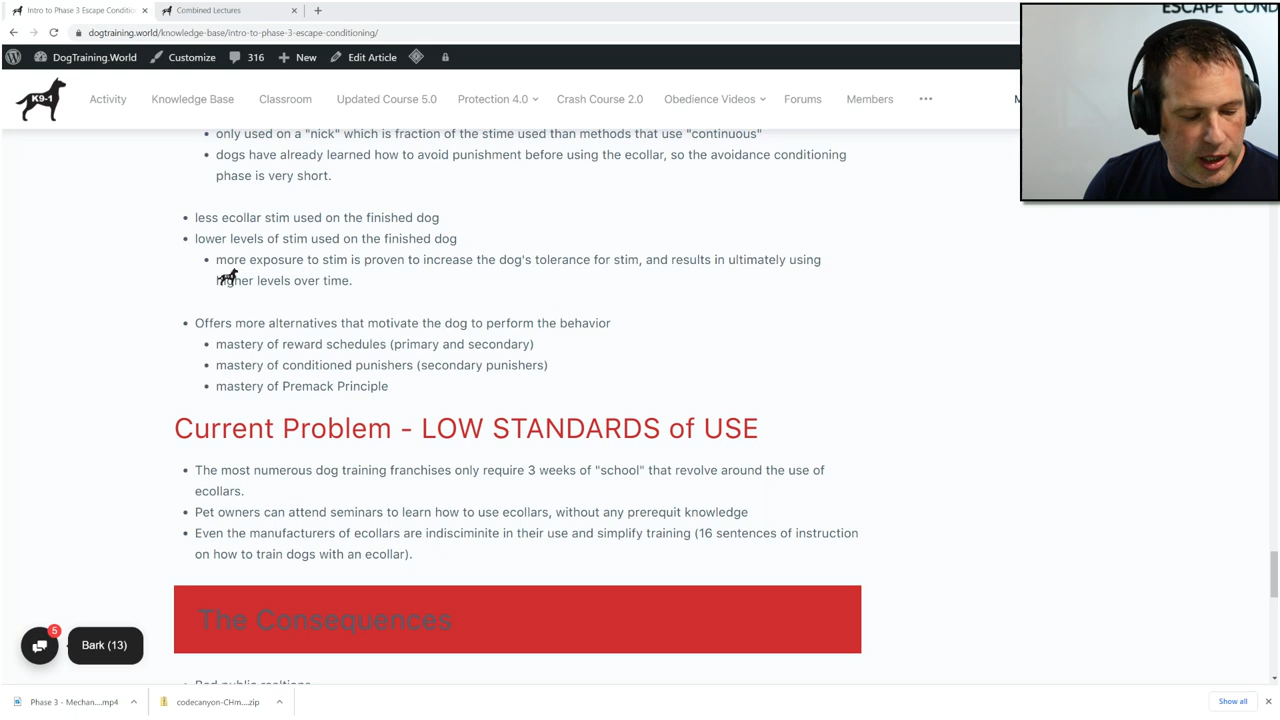 Intro to Phase 3 Escape Conditio
Combined Lectures
ESCAPE COND
dogtraining.world/knowledge-base/intro-to-phase-3-escape-conditioning/
DogTraining.World
Customize
316
New
Edit Article
K9-1
Activity
Knowledge Base
Classroom
Updated Course 5.0
Protection 4.0
Crash Course 2.0
Obedience Videos
Forums
Members
only used on a "nick" which is fraction of the stime used than methods that use "continuous"
dogs have already learned how to avoid punishment before using the ecollar, so the avoidance conditioning
phase is very short.
less ecollar stim used on the finished dog
lower levels of stim used on the finished dog
more exposure to stim is proven to increase the dog's tolerance for stim, and results in ultimately using
higher levels over time.
Offers more alternatives that motivate the dog to perform the behavior
mastery of reward schedules (primary and secondary)
mastery of conditioned punishers (secondary punishers)
mastery of Premack Principle
Current Problem - LOW STANDARDS of USE
The most numerous dog training franchises only require 3 weeks of "school" that revolve around the use of
ecollars.
Pet owners can attend seminars to learn how to use ecollars, without any prerequit knowledge
Even the manufacturers of ecollars are indisciminite in their use and simplify training (16 sentences of instruction
on how to train dogs with an ecollar).
The Consequences
5
Bark (13)
Bad public realtions
Phase 3 - Mechan....mp4
codecanyon-CHm....zip
Show all